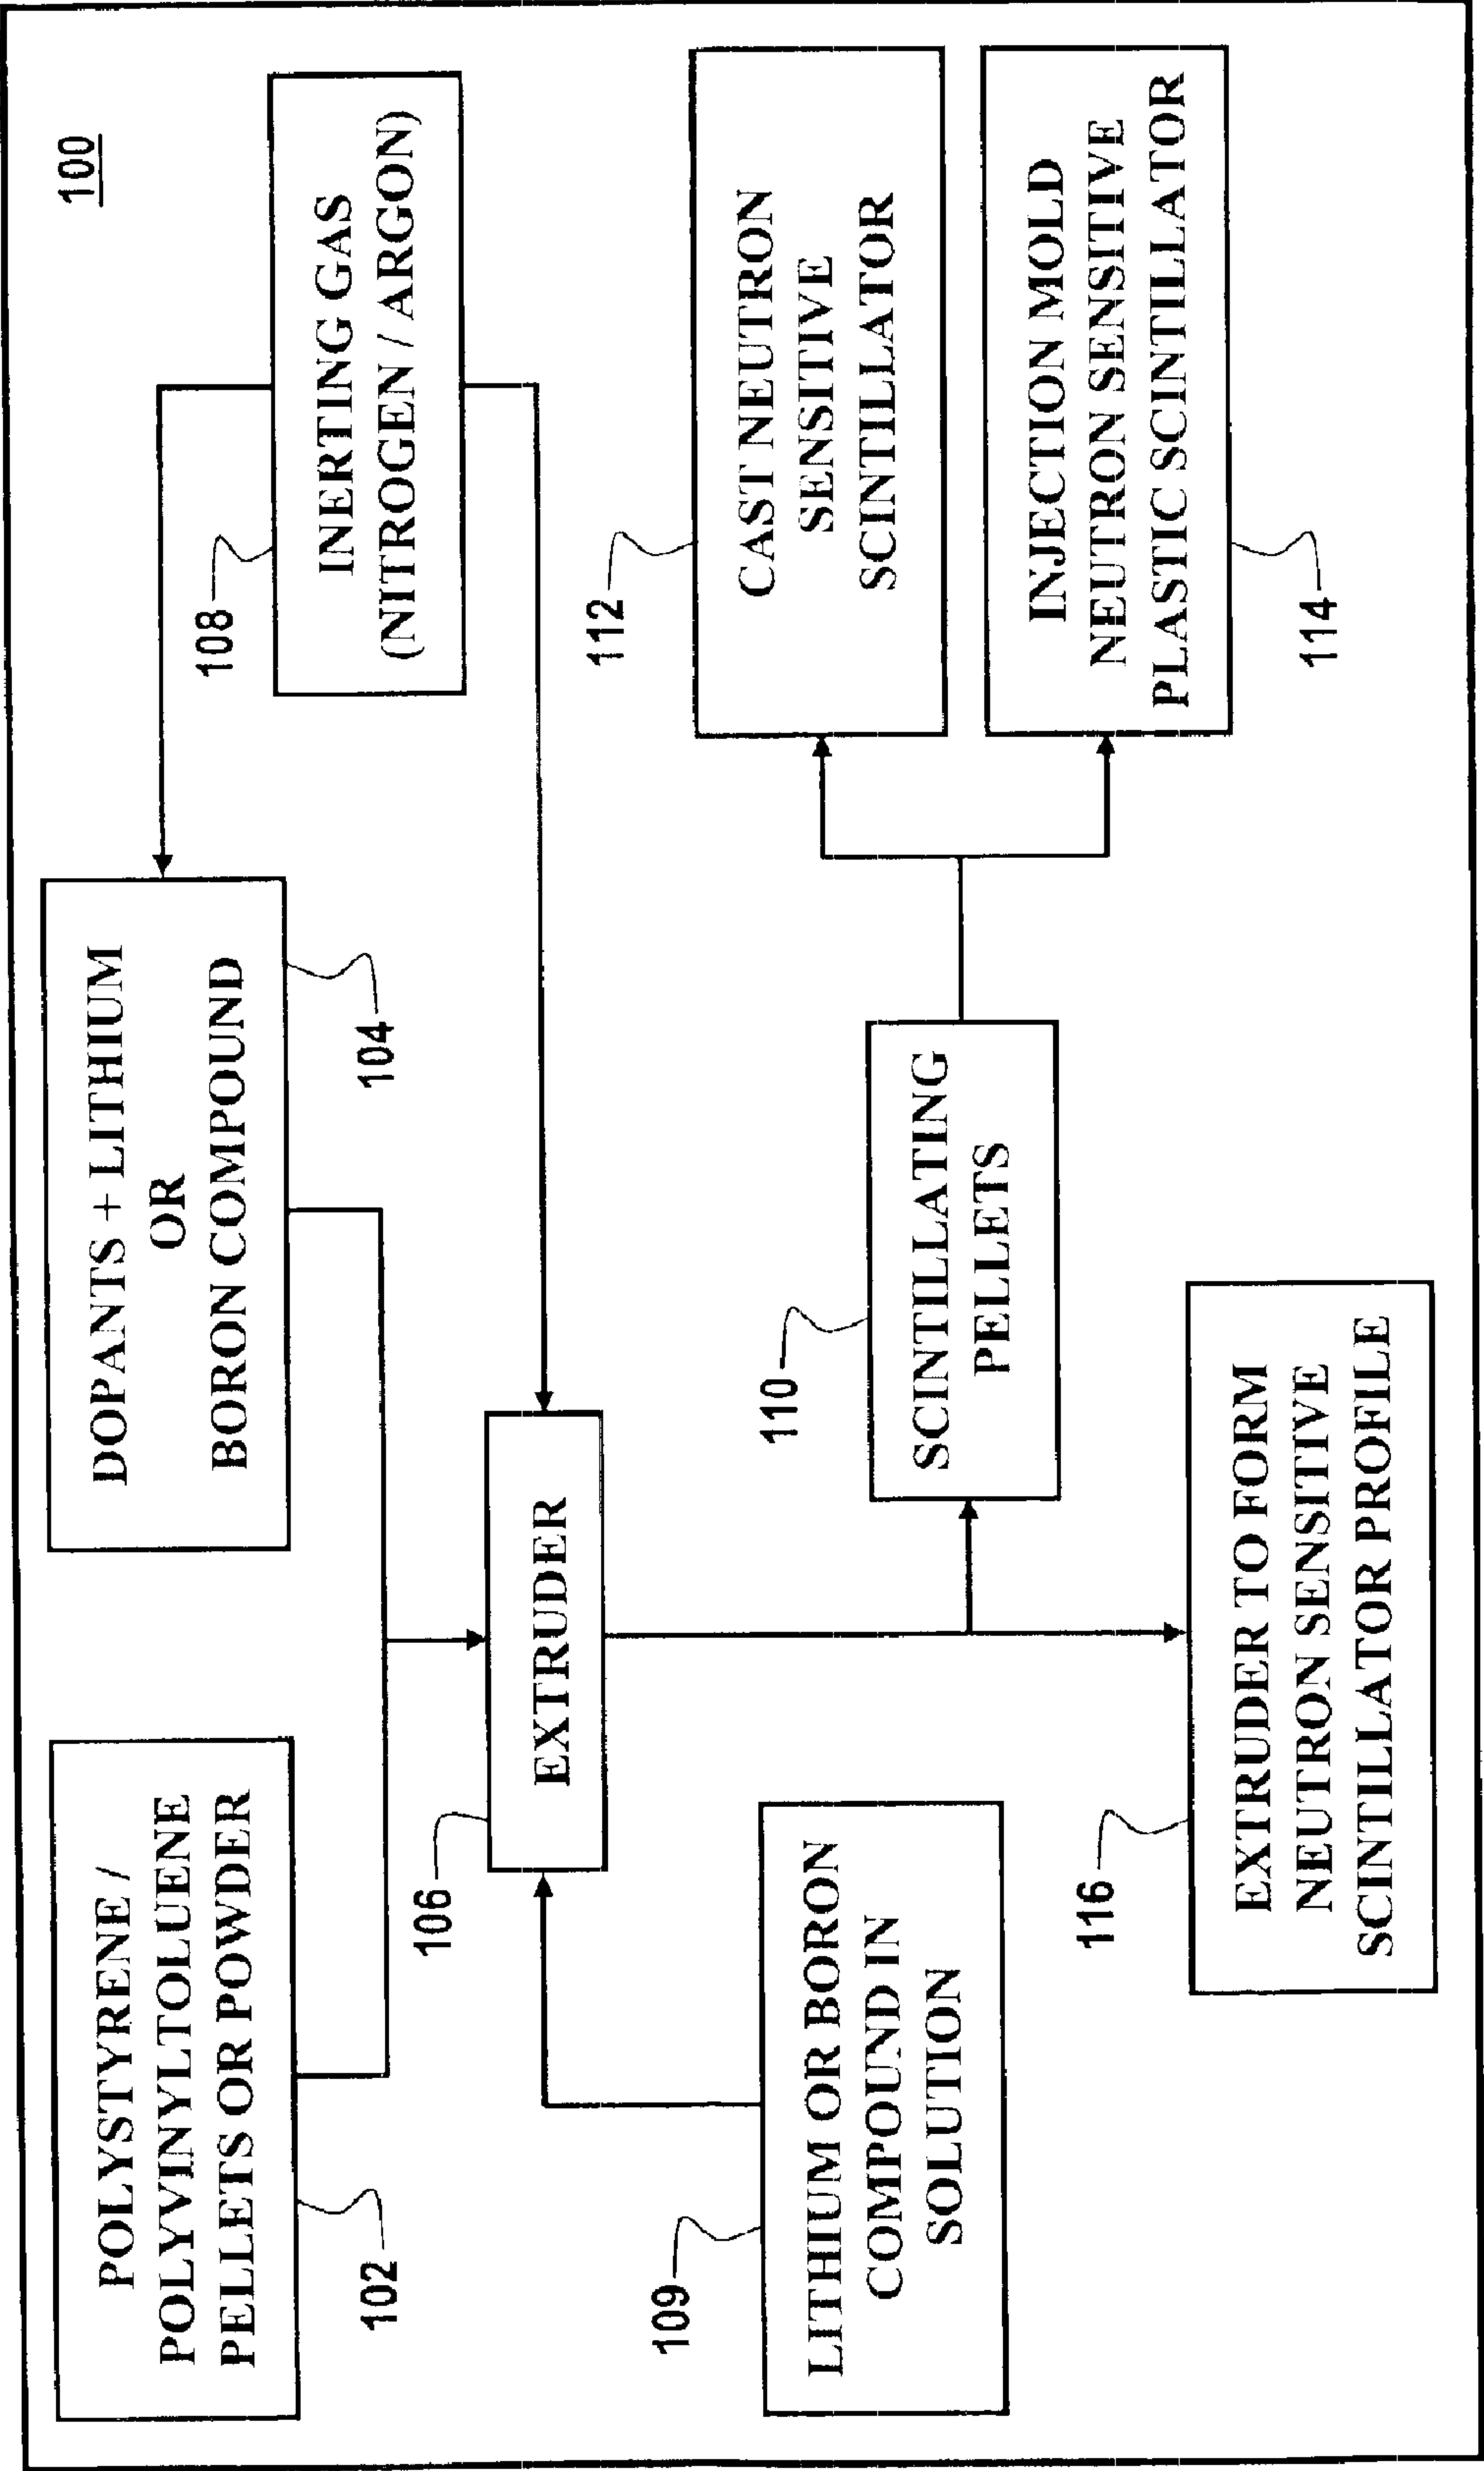 100
POLYSTYRENE /
POLYVINYLTOLUENE
PELLETS OR POWDER
102
DOPANTS + LITHIUM
OR
BORON COMPOUND
104
INERTING GAS
(NITROGEN / ARGON)
108
EXTRUDER
106
LITHIUM OR BORON
COMPOUND IN
SOLUTION
109
SCINTILLATING
PELLETS
110
CAST NEUTRON
SENSITIVE
SCINTILLATOR
112
INJECTION MOLD
NEUTRON SENSITIVE
PLASTIC SCINTILLATOR
114
EXTRUDER TO FORM
NEUTRON SENSITIVE
SCINTILLATOR PROFILE
116